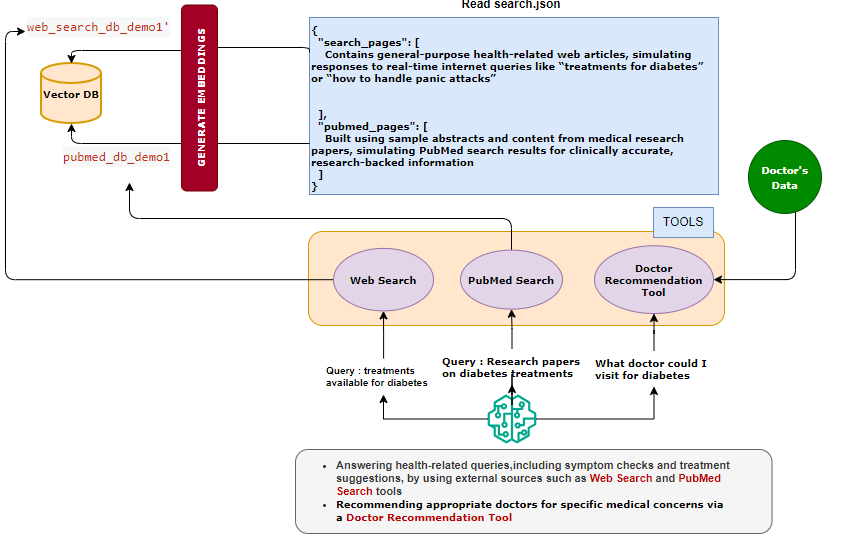 Read search.json
web_search_db_demo1'
Vector DB
pubmed_db_demo1
GENERATE EMBEDDINGS
{
"search_pages": [
Contains general-purpose health-related web articles, simulating
responses to real-time internet queries like “treatments for diabetes”
or “how to handle panic attacks”
],
"pubmed_pages": [
Built using sample abstracts and content from medical research
papers, simulating PubMed search results for clinically accurate,
research-backed information
]
}
Doctor's
Data
TOOLS
Web Search
PubMed Search
Doctor
Recommendation
Tool
Query : treatments
available for diabetes
Query : Research papers
on diabetes treatments
What doctor could I
visit for diabetes
• Answering health-related queries,including symptom checks and treatment
suggestions, by using external sources such as Web Search and PubMed
Search tools
• Recommending appropriate doctors for specific medical concerns via
a Doctor Recommendation Tool